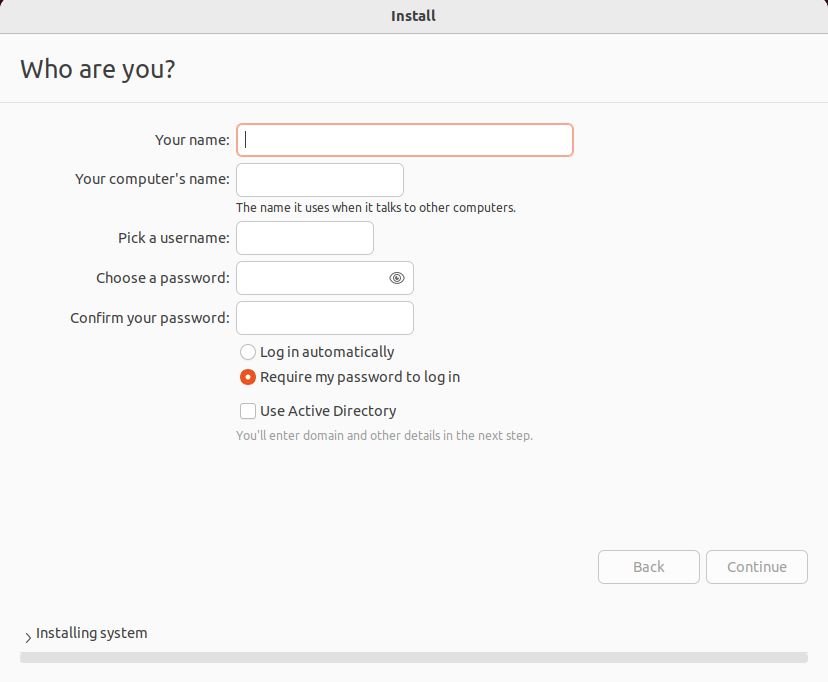 Install
Who are you?
Your name:
Your computer's name:
The name it uses when it talks to other computers.
Pick a username:
Choose a password:
Confirm your password:
Log in automatically
Require my password to log in
Use Active Directory
You'll enter domain and other details in the next step.
Back Continue
Installing system